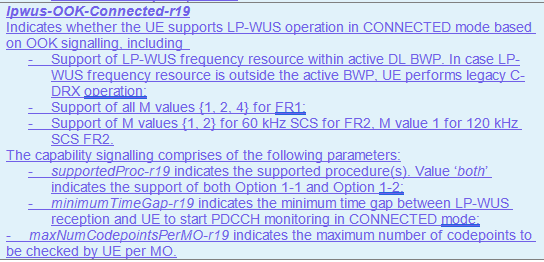 lpwus-OOK-Connected-r19
Indicates whether the UE supports LP-WUS operation in CONNECTED mode based
on OOK signalling, including
- Support of LP-WUS frequency resource within active DL BWP. In case LP-
WUS frequency resource is outside the active BWP, UE performs legacy C-
DRX operation;
- Support of all M values {1, 2, 4} for FR1;
- Support of M values {1, 2} for 60 kHz SCS for FR2, M value 1 for 120 kHz
SCS FR2.
The capability signalling comprises of the following parameters:
- supportedProc-r19 indicates the supported procedure(s). Value ‘both’
indicates the support of both Option 1-1 and Option 1-2;
- minimumTimeGap-r19 indicates the minimum time gap between LP-WUS
reception and UE to start PDCCH monitoring in CONNECTED mode;
- maxNumCodepointsPerMO-r19 indicates the maximum number of codepoints to
be checked by UE per MO.